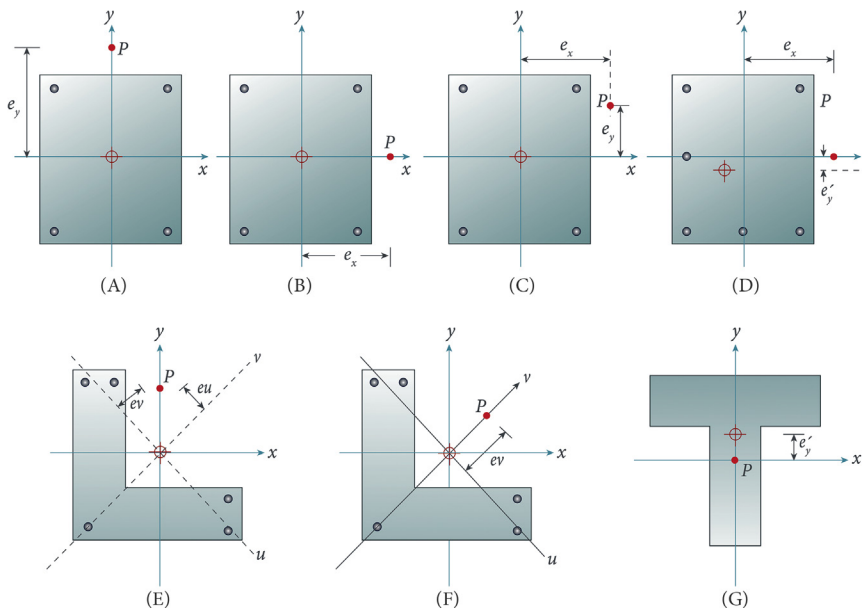 y
P
e_y
x
(A)
y
P
x
e_x
(B)
y
e_x
P
e_y
x
(C)
y
e_x
P
x
e′_y
(D)
y
v
P
eu
ev
x
u
(E)
y
v
P
x
ev
u
(F)
y
e′_y
x
P
(G)